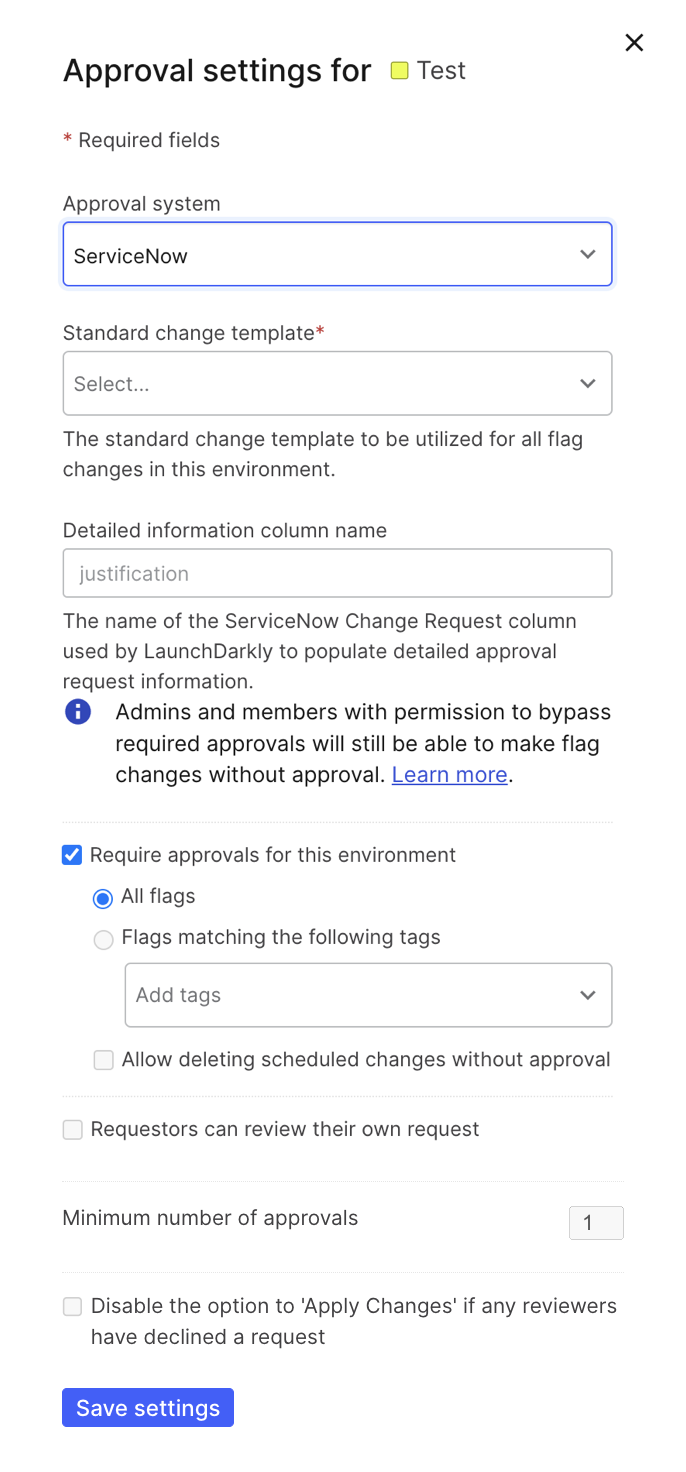 Approval settings for Test
* Required fields
Approval system
ServiceNow
Standard change template*
Select...
The standard change template to be utilized for all flag
changes in this environment.
Detailed information column name
justification
The name of the ServiceNow Change Request column
used by LaunchDarkly to populate detailed approval
request information.
Admins and members with permission to bypass
required approvals will still be able to make flag
changes without approval. Learn more.
Require approvals for this environment
All flags
Flags matching the following tags
Add tags
Allow deleting scheduled changes without approval
Requestors can review their own request
Minimum number of approvals 1
Disable the option to 'Apply Changes' if any reviewers
have declined a request
Save settings